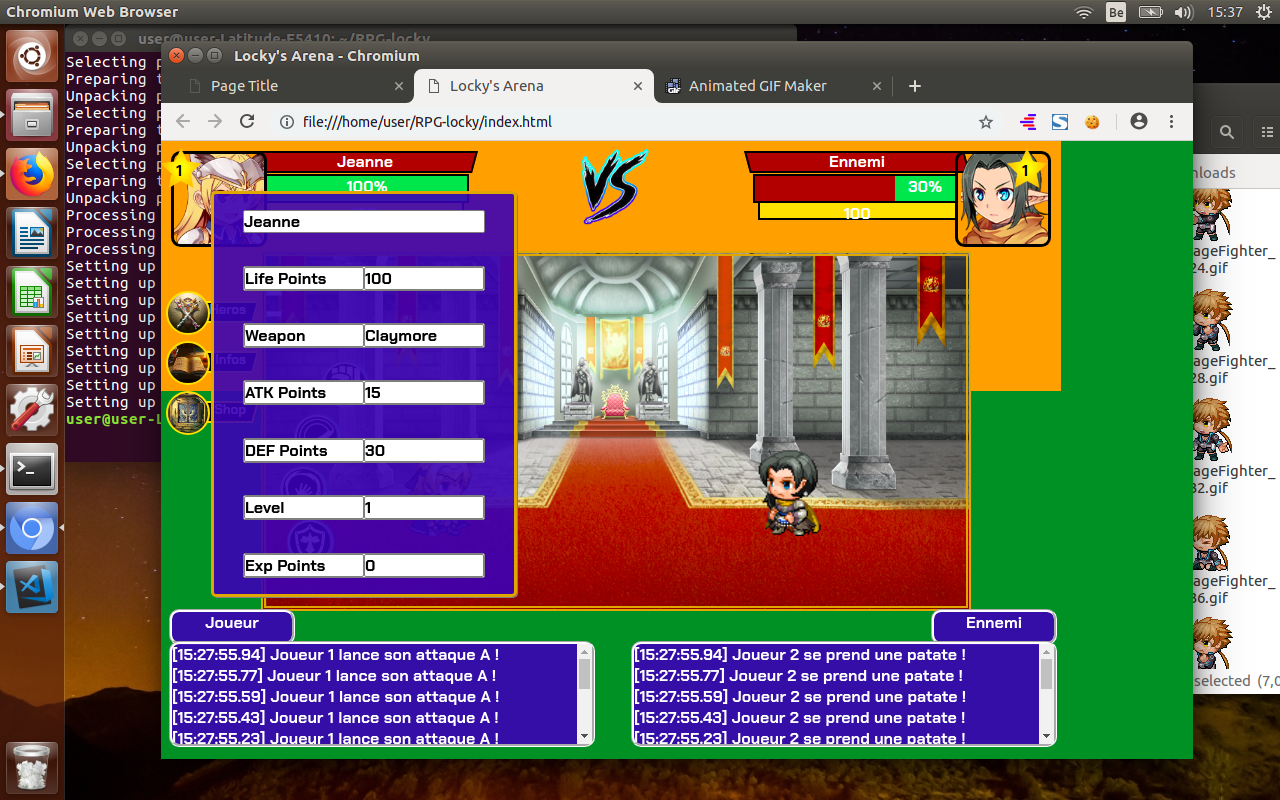 Chromium Web Browser
Be
15:37
user@user-Latitude-E5410: ~/RPG-locky
Selecting
Preparing
Unpacking
Selecting
Preparing
Unpacking
Selecting
Preparing
Unpacking
Processing
Processing
Processing
Setting up
Setting up
Setting up
Setting up
Setting up
Setting up
Setting up
Setting up
Setting up
user@user-L
Locky's Arena - Chromium
Page Title
Locky's Arena
Animated GIF Maker
file:///home/user/RPG-locky/index.html
1
Jeanne
100%
VS
Ennemi
30%
100
1
Jeanne
Life Points 100
Weapon Claymore
ATK Points 15
DEF Points 30
Level 1
Exp Points 0
Heros
Infos
Shop
Joueur
[15:27:55.94] Joueur 1 lance son attaque A !
[15:27:55.77] Joueur 1 lance son attaque A !
[15:27:55.59] Joueur 1 lance son attaque A !
[15:27:55.43] Joueur 1 lance son attaque A !
[15:27:55.23] Joueur 1 lance son attaque A !
Ennemi
[15:27:55.94] Joueur 2 se prend une patate !
[15:27:55.77] Joueur 2 se prend une patate !
[15:27:55.59] Joueur 2 se prend une patate !
[15:27:55.43] Joueur 2 se prend une patate !
[15:27:55.23] Joueur 2 se prend une patate !
nloads
ageFighter_
24.gif
ageFighter_
28.gif
ageFighter_
32.gif
ageFighter_
36.gif
selected (7,0